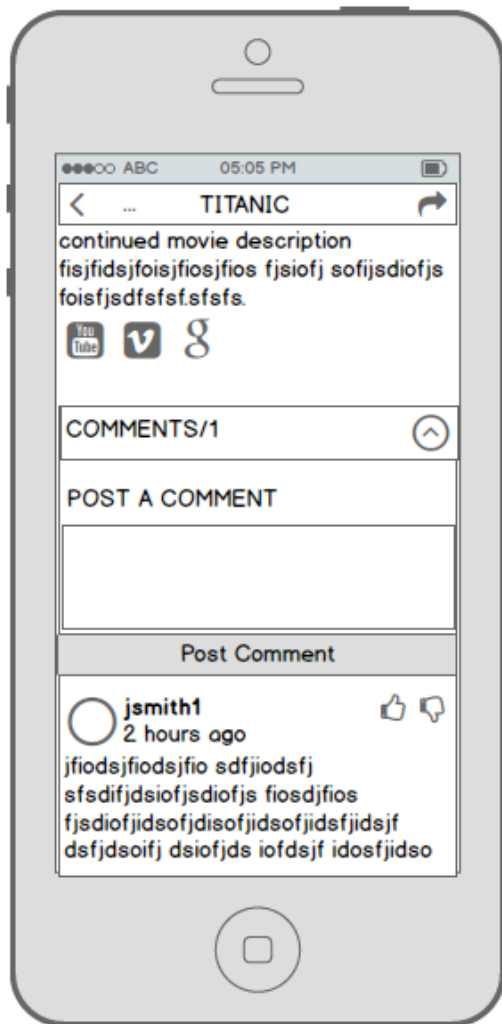 ABC 05:05 PM
... TITANIC
continued movie description
fisjfidsjfoisjfiosjfios fjsiofj sofijsdiofjs
foisfjsdfsfsf.sfsfs.
You
Tube
COMMENTS/1
POST A COMMENT
Post Comment
jsmith1
2 hours ago
jfiodsjfiodsjfio sdfjiodsfj
sfsdifjdsiofjsdiofjs fiosdjfios
fjsdiofjidsofjdisofjidsofjidsfjidsjf
dsfjdsoifj dsiofjds iofdsjf idosfjidso